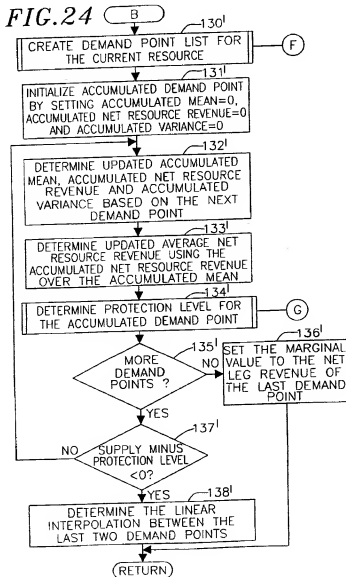 FIG.24
B
130'
CREATE DEMAND POINT LIST FOR
THE CURRENT RESOURCE
F
131'
INITIALIZE ACCUMULATED DEMAND POINT
BY SETTING ACCUMULATED MEAN=0,
ACCUMULATED NET RESOURCE REVENUE=0
AND ACCUMULATED VARIANCE=0
132'
DETERMINE UPDATED ACCUMULATED
MEAN, ACCUMULATED NET RESOURCE
REVENUE AND ACCUMULATED
VARIANCE BASED ON THE NEXT
DEMAND POINT
133'
DETERMINE UPDATED AVERAGE NET
RESOURCE REVENUE USING THE
ACCUMULATED NET RESOURCE REVENUE
OVER THE ACCUMULATED MEAN
134'
DETERMINE PROTECTION LEVEL FOR
THE ACCUMULATED DEMAND POINT
G
135'
MORE
DEMAND
POINTS ?
NO
136'
SET THE MARGINAL
VALUE TO THE NET
LEG REVENUE OF
THE LAST DEMAND
POINT
YES
137'
NO
SUPPLY MINUS
PROTECTION LEVEL
<0?
YES
138'
DETERMINE THE LINEAR
INTERPOLATION BETWEEN THE
LAST TWO DEMAND POINTS
RETURN